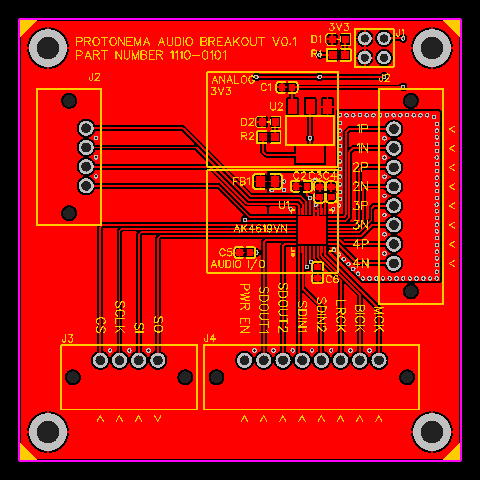 PROTONEMA AUDIO BREAKOUT V0.1
PART NUMBER 1110-0101
3V3
D1
J1
R1
J2
J2
ANALOG
3V3
C1
U2
D2
R2
1P
1N
2P
2N
3P
3N
4P
4N
FB1
C2
C3
C4
U1
AK4619VN
C5
AUDIO I/O
C6
CS
SCLK
SI
SO
PWR EN
SDOUT1
SDOUT2
SDIN1
SDIN2
LRCK
BICK
MCK
J3
J4